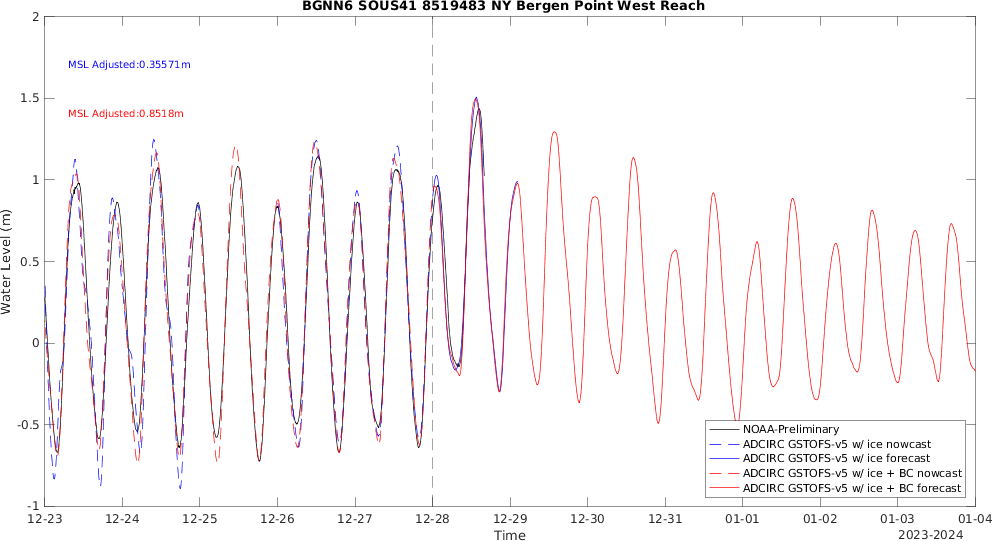 BGNN6 SOUS41 8519483 NY Bergen Point West Reach
2
1.5
1
0.5
0
-0.5
-1
Water Level (m)
MSL Adjusted:0.35571m
MSL Adjusted:0.8518m
NOAA-Preliminary
ADCIRC GSTOFS-v5 w/ ice nowcast
ADCIRC GSTOFS-v5 w/ ice forecast
ADCIRC GSTOFS-v5 w/ ice + BC nowcast
ADCIRC GSTOFS-v5 w/ ice + BC forecast
12-23 12-24 12-25 12-26 12-27 12-28 12-29 12-30 12-31 01-01 01-02 01-03 01-04
Time
2023-2024